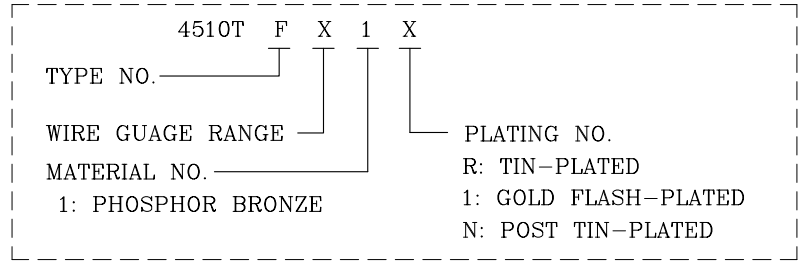 4510T F X 1 X
TYPE NO.
WIRE GUAGE RANGE
MATERIAL NO.
1: PHOSPHOR BRONZE
PLATING NO.
R: TIN-PLATED
1: GOLD FLASH-PLATED
N: POST TIN-PLATED